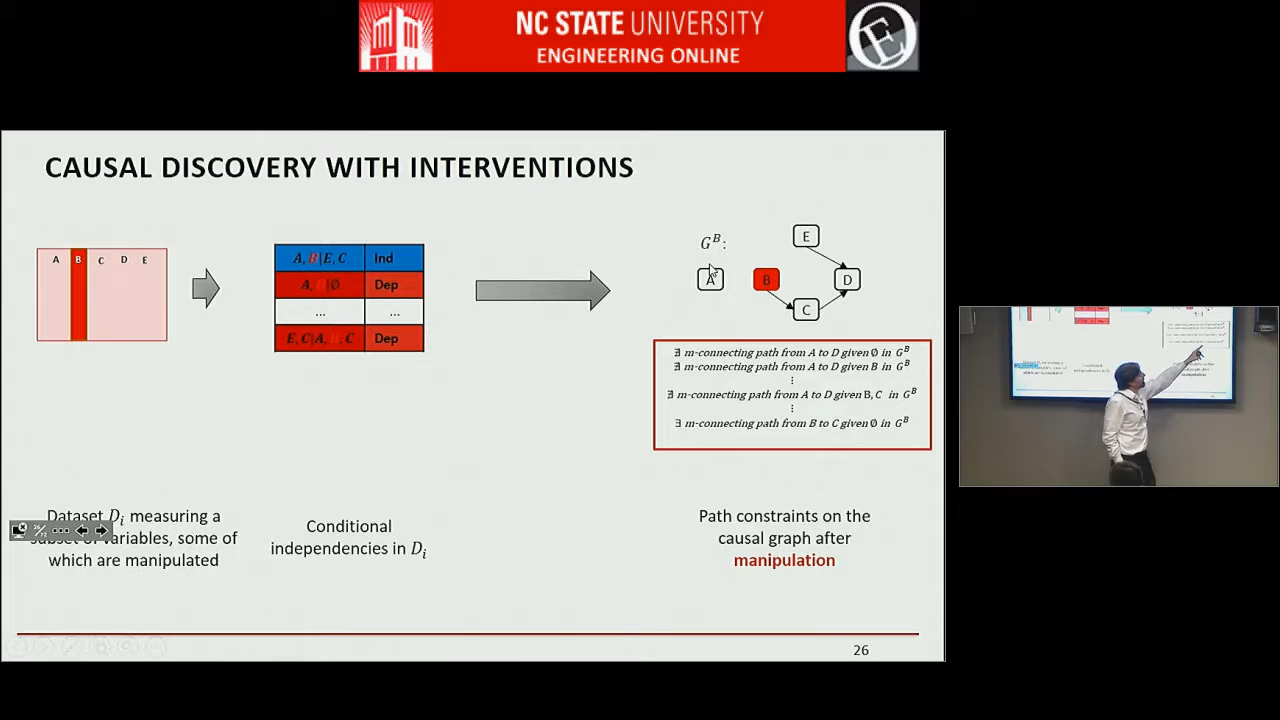 NC STATE UNIVERSITY
ENGINEERING ONLINE
CAUSAL DISCOVERY WITH INTERVENTIONS
A B C D E
A, B|E, C Ind
A, B|∅ Dep
... ...
E, C|A, B, C Dep
G^B:
E
A B D
C
∄ m-connecting path from A to D given ∅ in G^B
∄ m-connecting path from A to D given B in G^B
⋮
∄ m-connecting path from A to D given B, C in G^B
⋮
∃ m-connecting path from B to C given ∅ in G^B
Dataset D_i measuring a
subset of variables, some of
which are manipulated
Conditional
independencies in D_i
Path constraints on the
causal graph after
manipulation
26